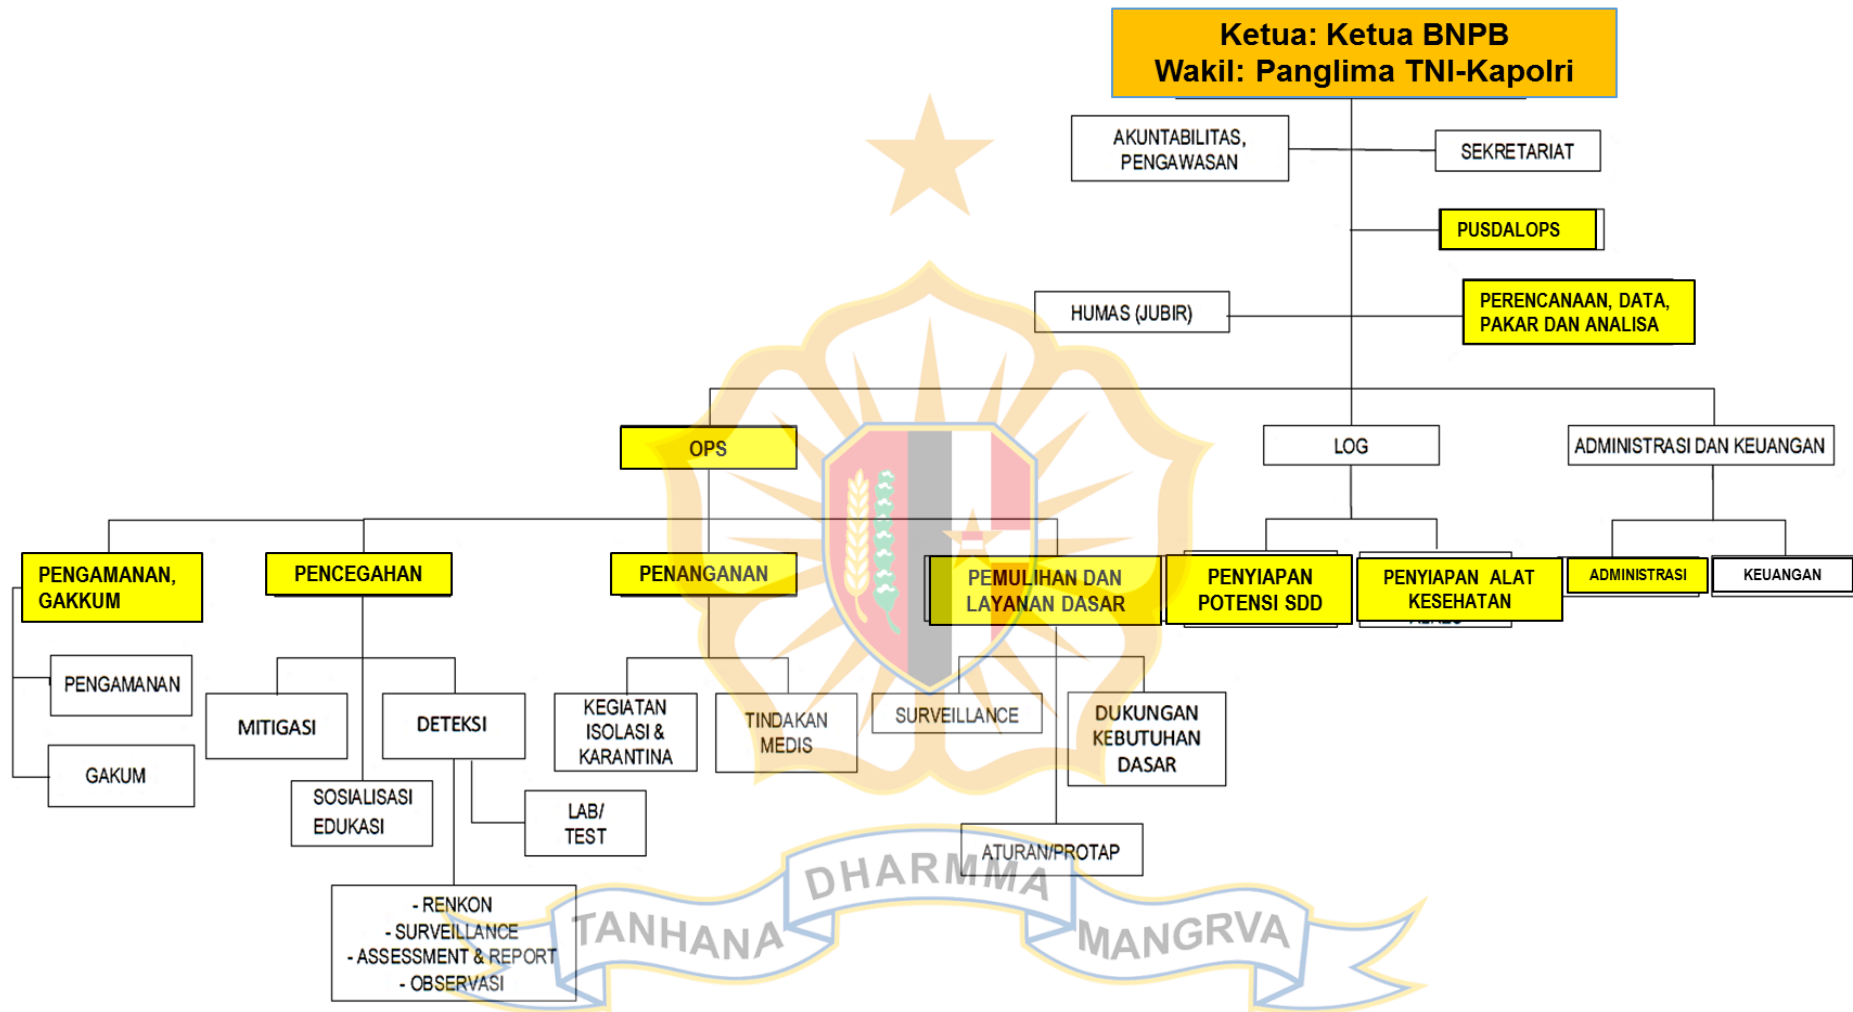 Ketua: Ketua BNPB
Wakil: Panglima TNI-Kapolri
AKUNTABILITAS,
PENGAWASAN
SEKRETARIAT
PUSDALOPS
HUMAS (JUBIR)
PERENCANAAN, DATA,
PAKAR DAN ANALISA
OPS
LOG
ADMINISTRASI DAN KEUANGAN
PENGAMANAN,
GAKKUM
PENCEGAHAN
PENANGANAN
PEMULIHAN DAN
LAYANAN DASAR
PENYIAPAN
POTENSI SDD
PENYIAPAN ALAT
KESEHATAN
ADMINISTRASI
KEUANGAN
PENGAMANAN
GAKUM
MITIGASI
DETEKSI
SOSIALISASI
EDUKASI
LAB/
TEST
- RENKON
- SURVEILLANCE
- ASSESSMENT & REPORT
- OBSERVASI
KEGIATAN
ISOLASI &
KARANTINA
TINDAKAN
MEDIS
SURVEILLANCE
DUKUNGAN
KEBUTUHAN
DASAR
ATURAN/PROTAP
TANHANA DHARMMA MANGRVA